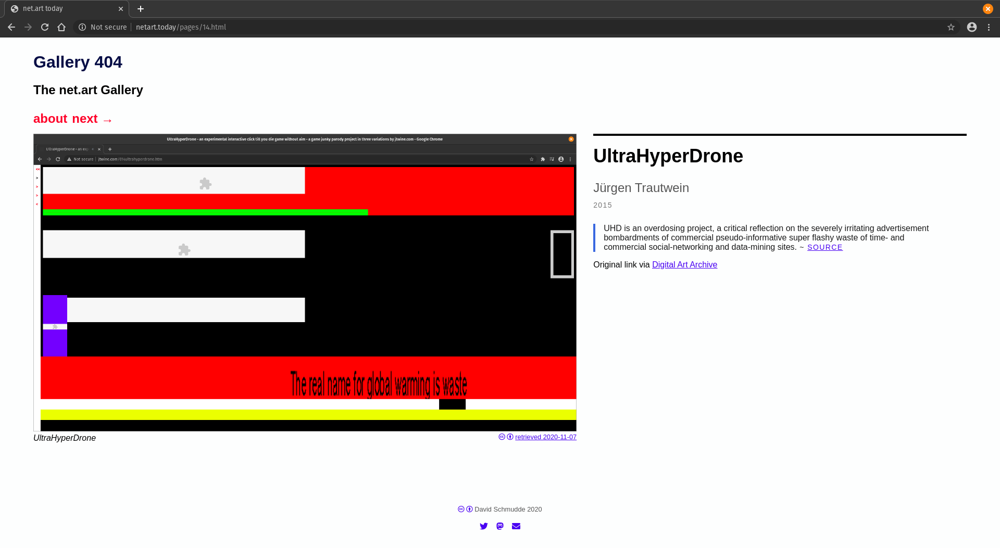 net.art today
Not secure netart.today/pages/14.html
Gallery 404
The net.art Gallery
about next →
UltraHyperDrone - an experimental interactive click till you die game without aim - a game junky parody project in three variations by jtwine.com - Google Chrome
UltraHyperDrone - an exp
Not secure jtwine.com/014ultrahyperdrone.htm
<<
>
>
>
<
The real name for global warming is waste
UltraHyperDrone
retrieved 2020-11-07
UltraHyperDrone
Jürgen Trautwein
2015
UHD is an overdosing project, a critical reflection on the severely irritating advertisement
bombardments of commercial pseudo-informative super flashy waste of time- and
commercial social-networking and data-mining sites. ~ SOURCE
Original link via Digital Art Archive
David Schmudde 2020